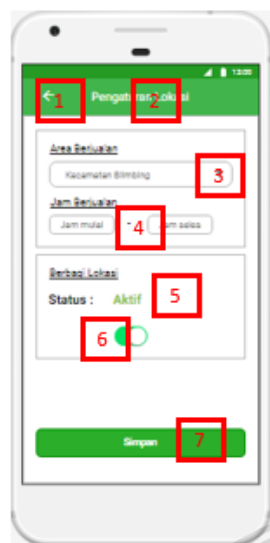 12:00
1 Pengaturan Lokasi 2
Area Berjualan
Kecamatan Blimbing 3
Jam Berjualan
Jam mulai - 4 Jam selesai
Berbagi Lokasi
Status : Aktif 5
6
Simpan 7